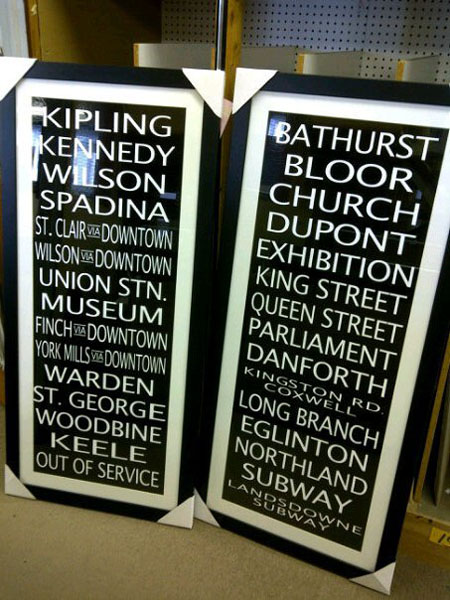 KIPLING
KENNEDY
WILSON
SPADINA
ST. CLAIR VIA DOWNTOWN
WILSON VIA DOWNTOWN
UNION STN.
MUSEUM
FINCH VIA DOWNTOWN
YORK MILLS VIA DOWNTOWN
WARDEN
ST. GEORGE
WOODBINE
KEELE
OUT OF SERVICE
BATHURST
BLOOR
CHURCH
DUPONT
EXHIBITION
KING STREET
QUEEN STREET
PARLIAMENT
DANFORTH
KINGSTON RD.
COXWELL
LONG BRANCH
EGLINTON
NORTHLAND
SUBWAY
LANDSDOWNE
SUBWAY